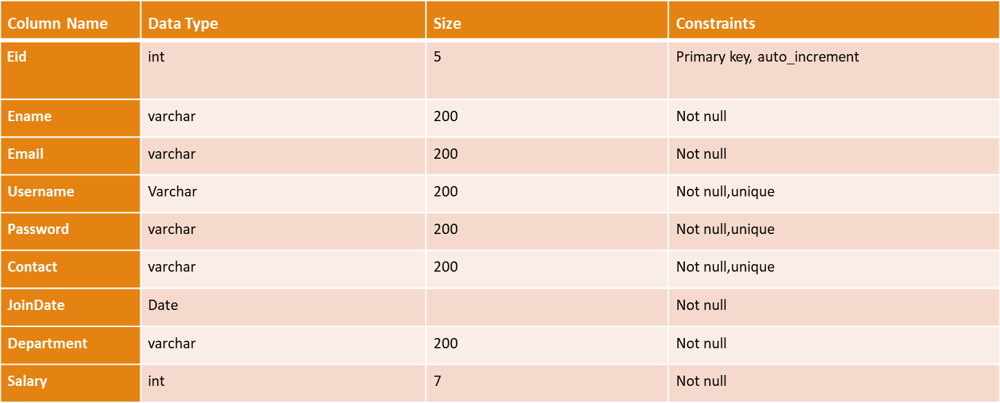 Column Name Data Type Size Constraints
Eid int 5 Primary key, auto_increment
Ename varchar 200 Not null
Email varchar 200 Not null
Username Varchar 200 Not null,unique
Password varchar 200 Not null,unique
Contact varchar 200 Not null,unique
JoinDate Date Not null
Department varchar 200 Not null
Salary int 7 Not null